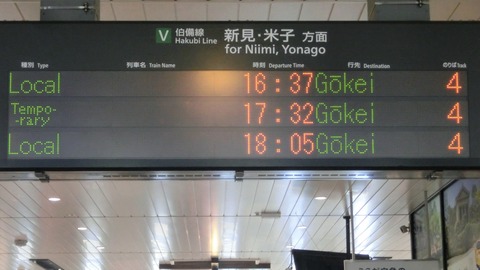 V 伯備線 新見・米子 方面
Hakubi Line for Niimi, Yonago
種別 Type 列車名 Train Name 時刻 Departure Time 行先 Destination のりば Track
Local 16:37 Gōkei 4
Tempo-
-rary 17:32 Gōkei 4
Local 18:05 Gōkei 4